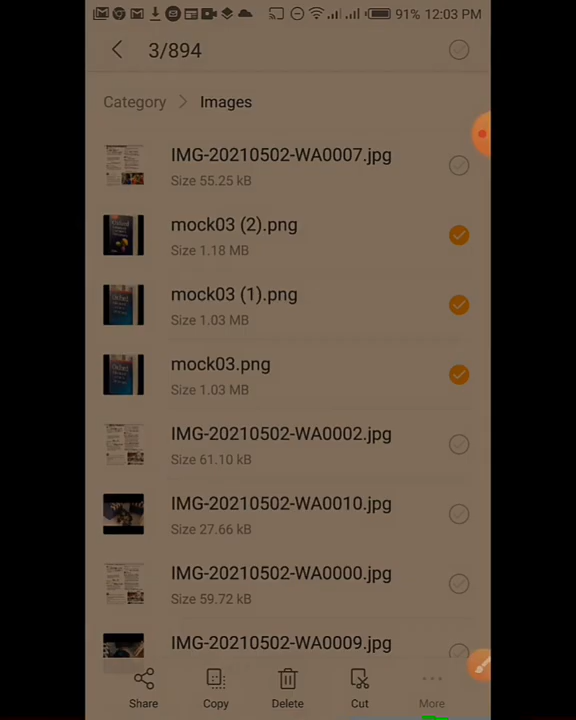 91% 12:03 PM
3/894
Category > Images
IMG-20210502-WA0007.jpg
Size 55.25 kB
mock03 (2).png
Size 1.18 MB
mock03 (1).png
Size 1.03 MB
mock03.png
Size 1.03 MB
IMG-20210502-WA0002.jpg
Size 61.10 kB
IMG-20210502-WA0010.jpg
Size 27.66 kB
IMG-20210502-WA0000.jpg
Size 59.72 kB
IMG-20210502-WA0009.jpg
Share Copy Delete Cut More